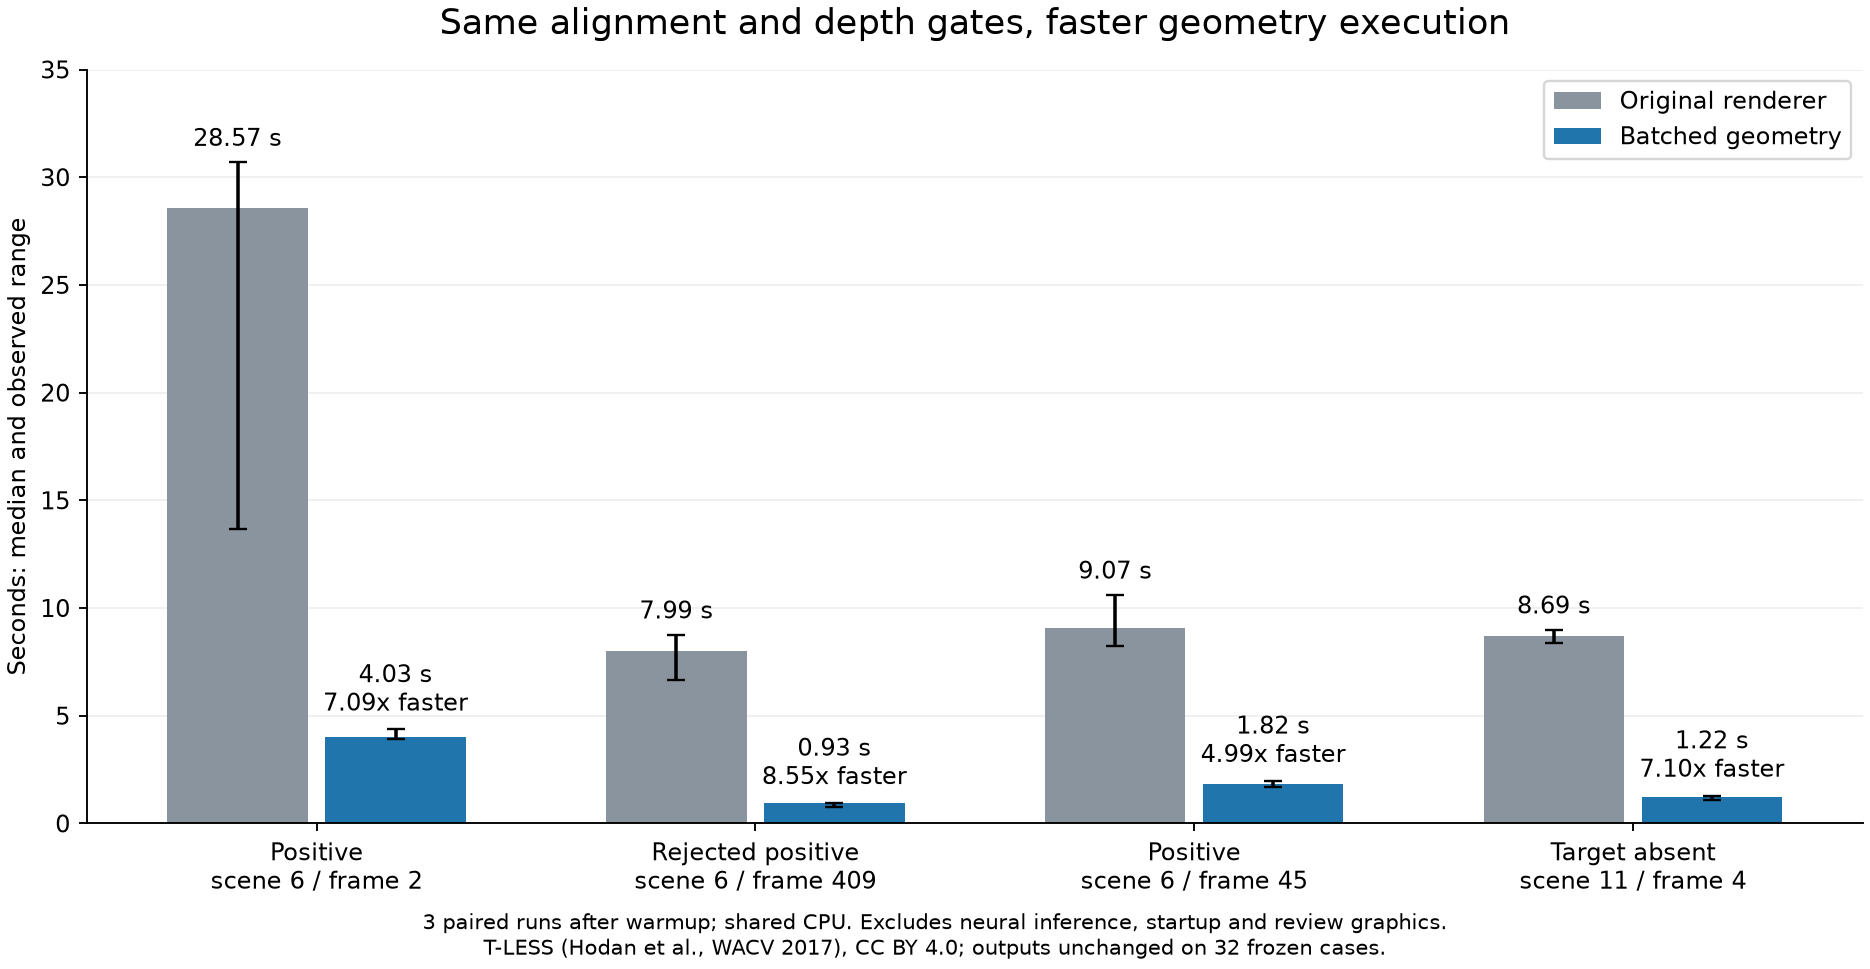 Same alignment and depth gates, faster geometry execution
Seconds: median and observed range
35
30
25
20
15
10
5
0
Original renderer
Batched geometry
28.57 s
4.03 s
7.09x faster
7.99 s
0.93 s
8.55x faster
9.07 s
1.82 s
4.99x faster
8.69 s
1.22 s
7.10x faster
Positive
scene 6 / frame 2
Rejected positive
scene 6 / frame 409
Positive
scene 6 / frame 45
Target absent
scene 11 / frame 4
3 paired runs after warmup; shared CPU. Excludes neural inference, startup and review graphics.
T-LESS (Hodan et al., WACV 2017), CC BY 4.0; outputs unchanged on 32 frozen cases.